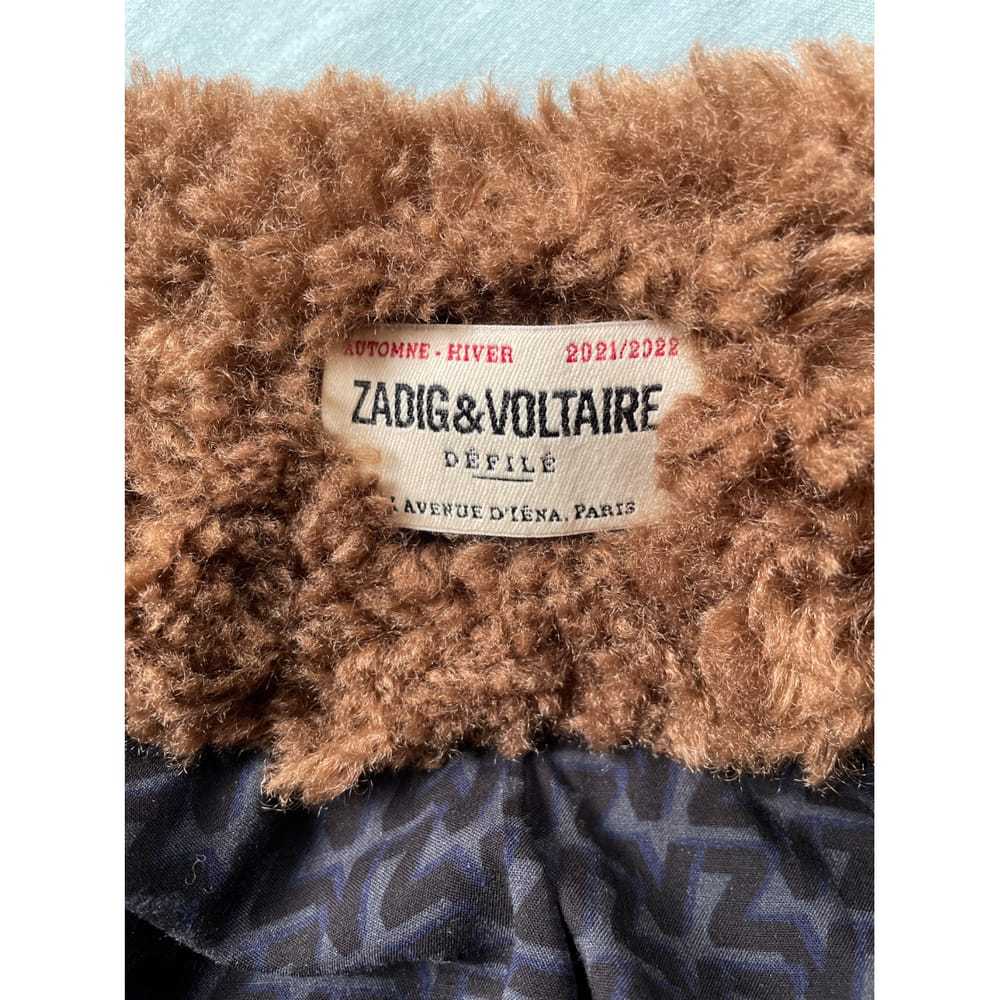 AUTOMNE - HIVER 2021/2022
ZADIG&VOLTAIRE
DÉFILÉ
AVENUE D'IÉNA, PARIS